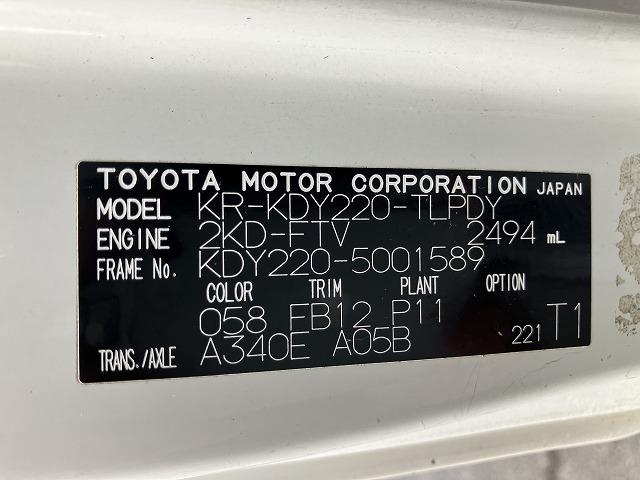 TOYOTA MOTOR CORPORATION JAPAN
MODEL KR-KDY220-TLPDY
ENGINE 2KD-FTV 2494 mL
FRAME No. KDY220-5001589
COLOR TRIM PLANT OPTION
058 FB12 P11
TRANS./AXLE A340E A05B 221 T1